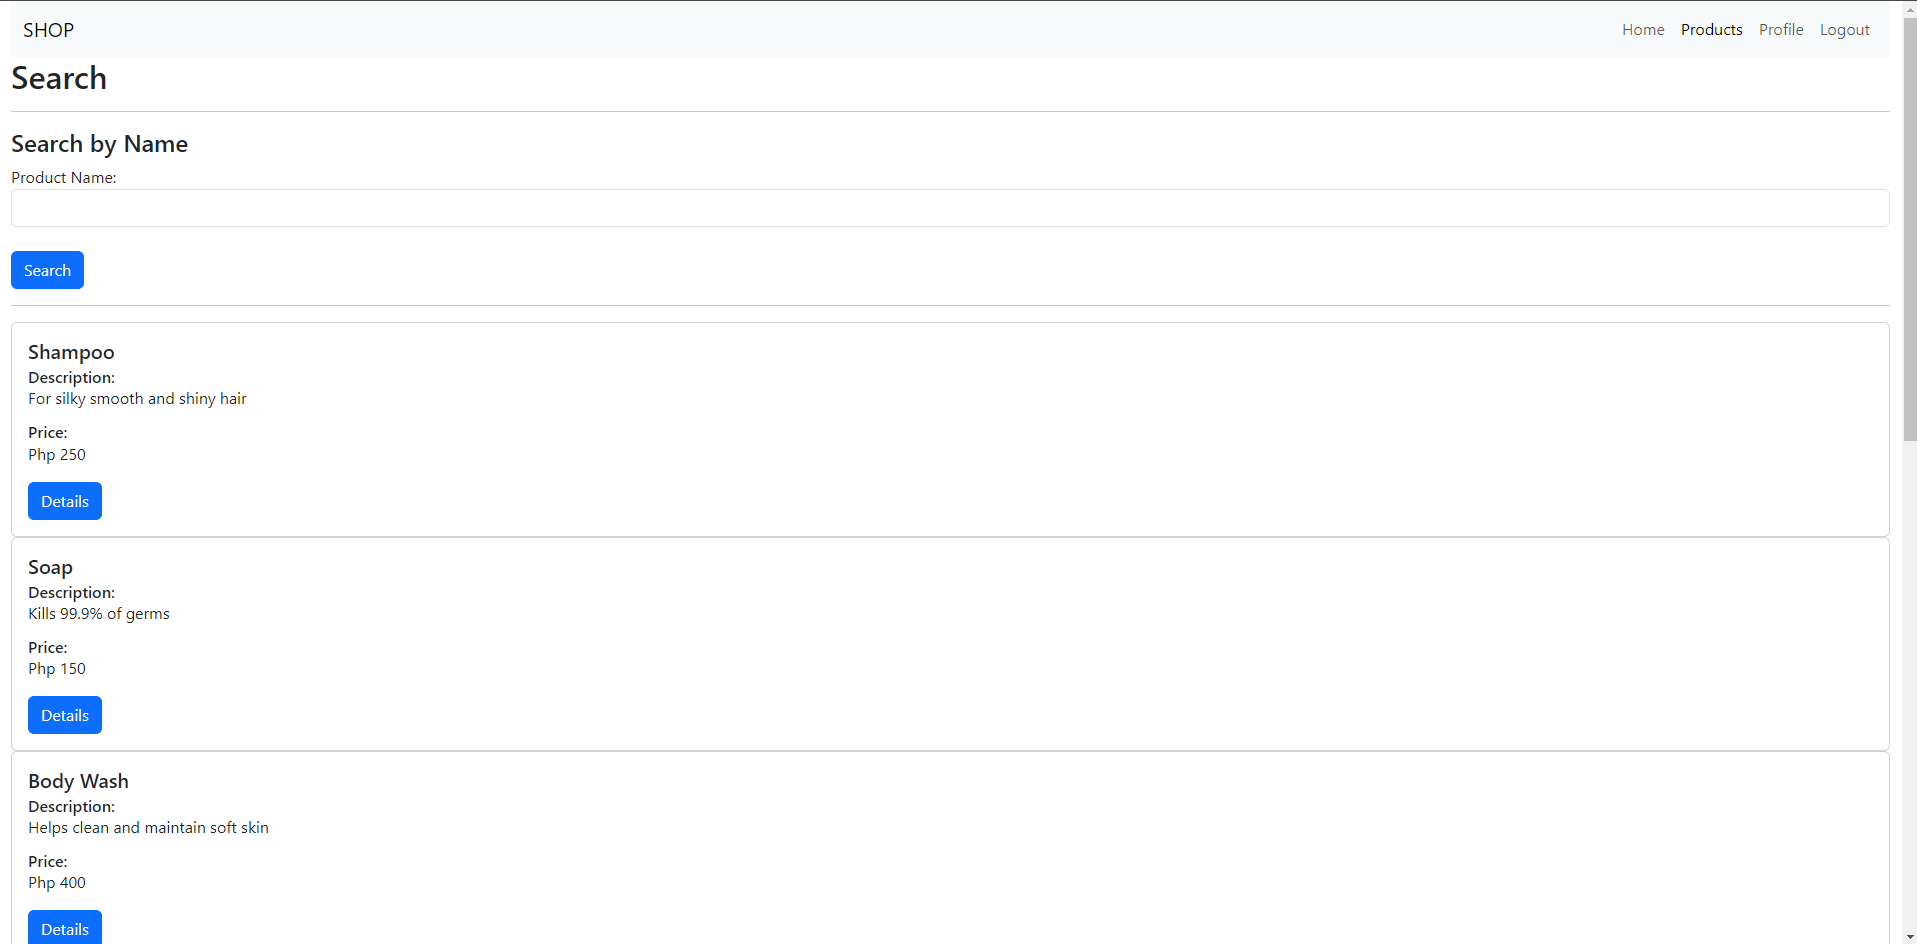 SHOP
Home Products Profile Logout
Search
Search by Name
Product Name:
Search
Shampoo
Description:
For silky smooth and shiny hair
Price:
Php 250
Details
Soap
Description:
Kills 99.9% of germs
Price:
Php 150
Details
Body Wash
Description:
Helps clean and maintain soft skin
Price:
Php 400
Details